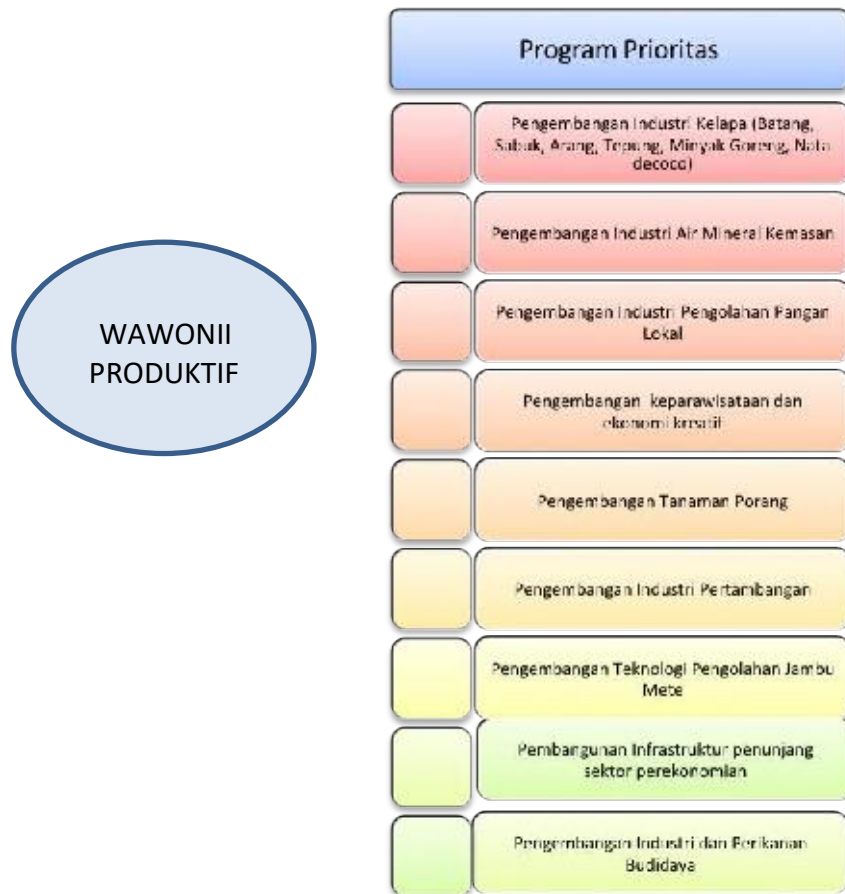 Program Prioritas
Pengembangan Industri Kelapa (Batang,
Sabuk, Arang, Tepung, Minyak Goreng, Nata
decoco)
Pengembangan Industri Air Mineral Kemasan
Pengembangan Industri Pengolahan Pangan
Lokal
WAWONII
PRODUKTIF
Pengembangan keparawisataan dan
ekonomi kreatif
Pengembangan Tanaman Porang
Pengembangan Industri Pertambangan
Pengembangan Teknologi Pengolahan Jambu
Mete
Pembangunan Infrastruktur penunjang
sektor perekonomian
Pengembangan Industri dan Perikanan
Budidaya